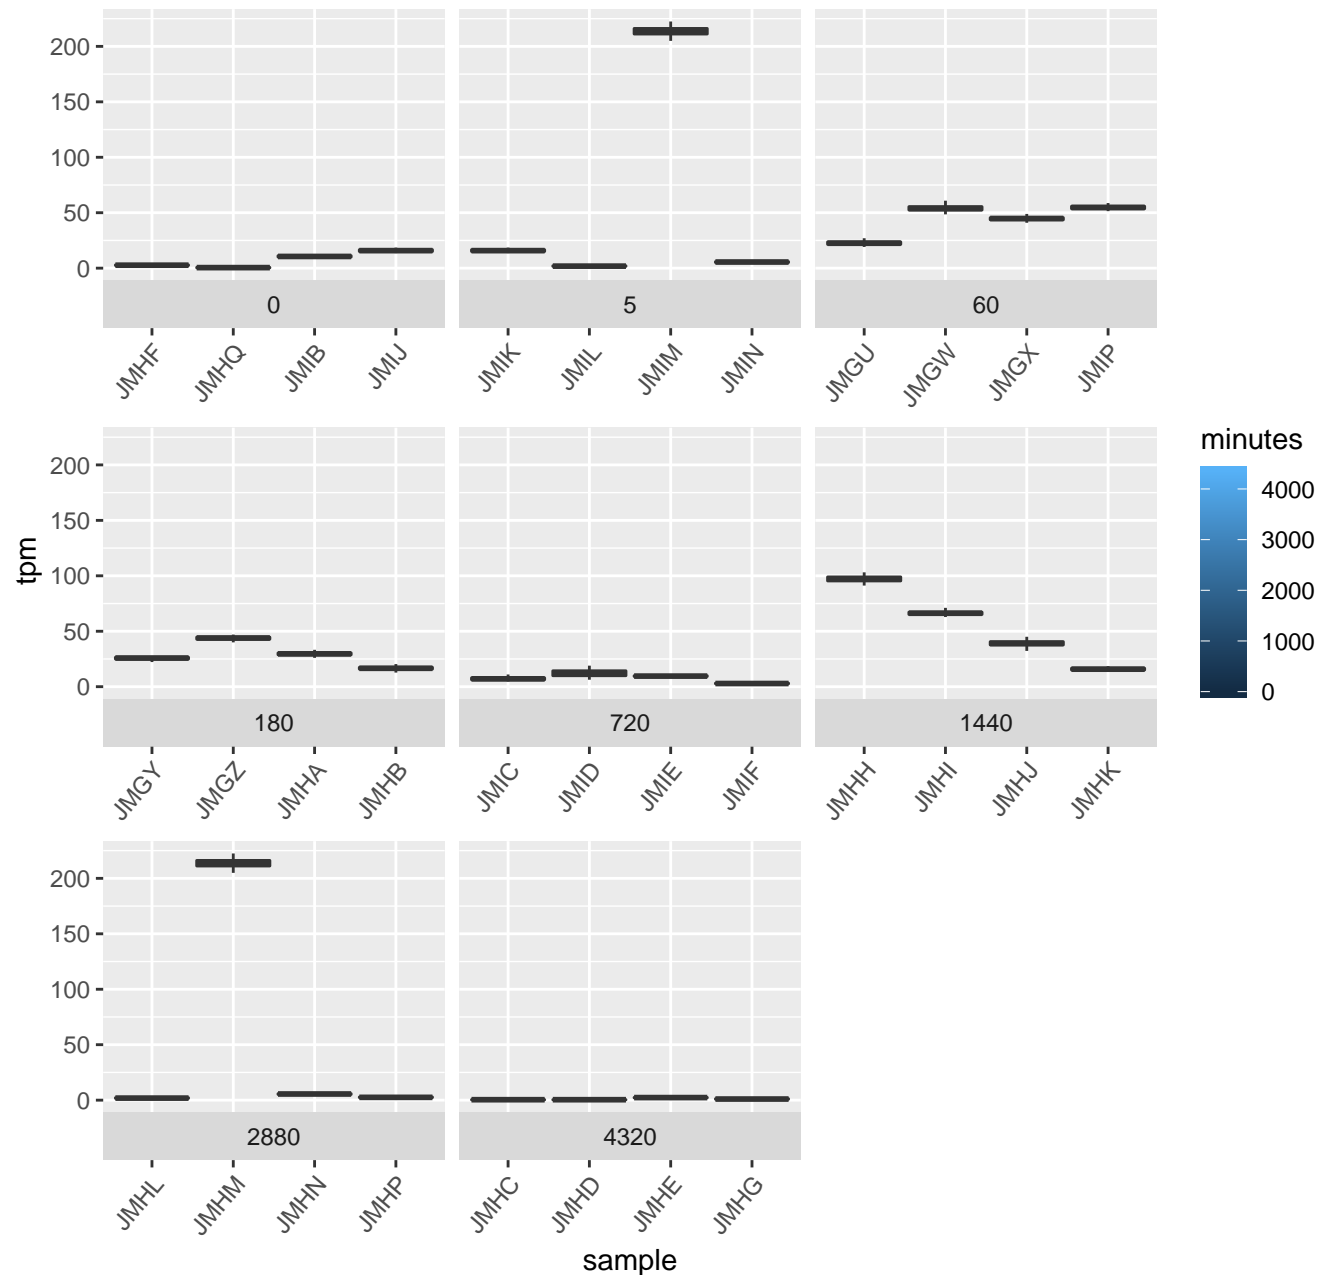 200
150
100
50
0
0
5
60
JMHF JMHQ JMIB JMIJ
JMIK JMIL JMIM JMIN
JMGU JMGW JMGX JMIP
tpm
200
150
100
50
0
180
720
1440
JMGY JMGZ JMHA JMHB
JMIC JMID JMIE JMIF
JMHH JMHI JMHJ JMHK
200
150
100
50
0
2880
4320
JMHL JMHM JMHN JMHP
JMHC JMHD JMHE JMHG
sample
minutes
4000
3000
2000
1000
0